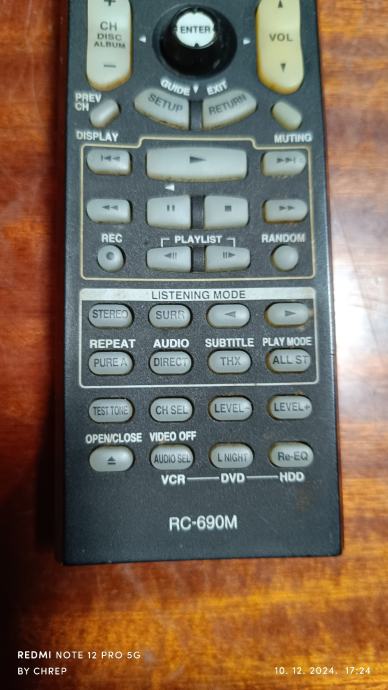 +
CH
DISC
ALBUM
−
ENTER
VOL
GUIDE EXIT
PREV
CH
SETUP RETURN
DISPLAY MUTING
REC PLAYLIST RANDOM
LISTENING MODE
STEREO SURR
REPEAT AUDIO SUBTITLE PLAY MODE
PURE A DIRECT THX ALL ST
TEST TONE CH SEL LEVEL- LEVEL+
OPEN/CLOSE VIDEO OFF
AUDIO SEL L NIGHT Re-EQ
VCR DVD HDD
RC-690M
REDMI NOTE 12 PRO 5G
BY CHREP 10. 12. 2024. 17:24